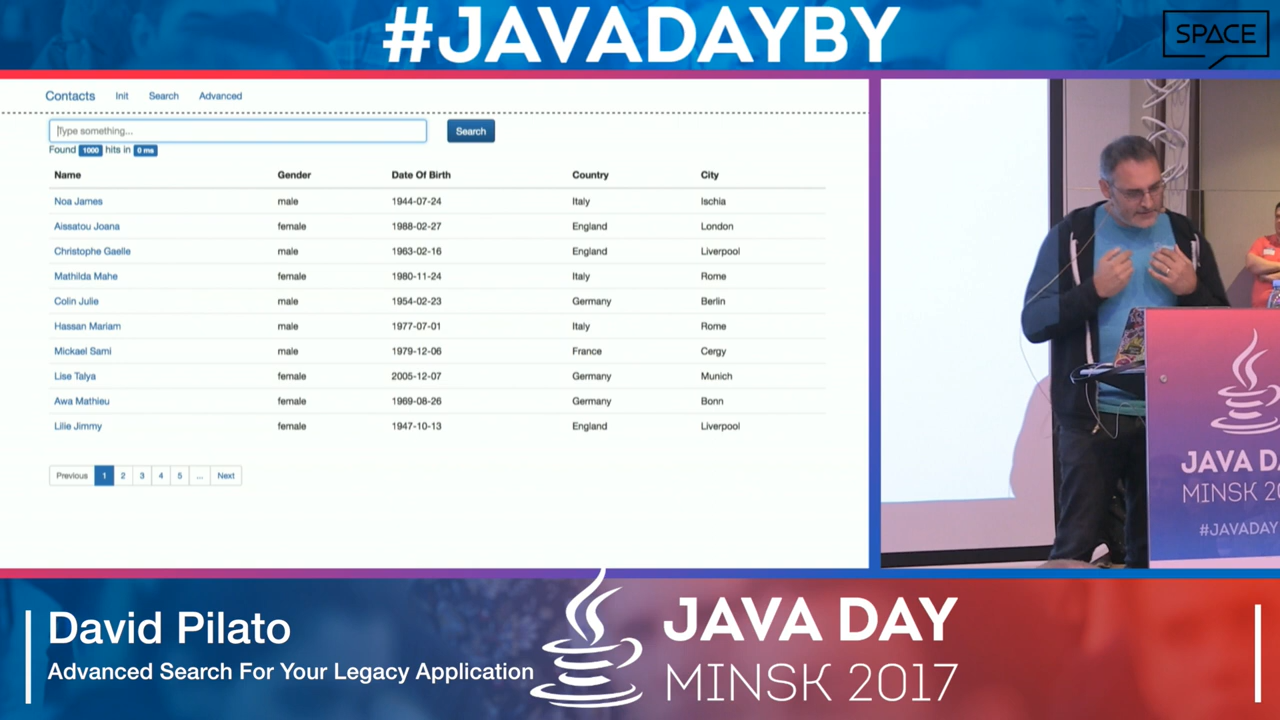 #JAVADAYBY
SPACE
Contacts Init Search Advanced
Type something... Search
Found 1000 hits in 0 ms
Name Gender Date Of Birth Country City
Noa James male 1944-07-24 Italy Ischia
Aissatou Joana female 1988-02-27 England London
Christophe Gaelle male 1963-02-16 England Liverpool
Mathilda Mahe female 1980-11-24 Italy Rome
Colin Julie male 1954-02-23 Germany Berlin
Hassan Mariam male 1977-07-01 Italy Rome
Mickael Sami male 1979-12-06 France Cergy
Lise Talya female 2005-12-07 Germany Munich
Awa Mathieu female 1969-08-26 Germany Bonn
Lilie Jimmy female 1947-10-13 England Liverpool
Previous 1 2 3 4 5 ... Next
JAVA DA
MINSK 20
#JAVADAY
David Pilato
Advanced Search For Your Legacy Application
JAVA DAY
MINSK 2017